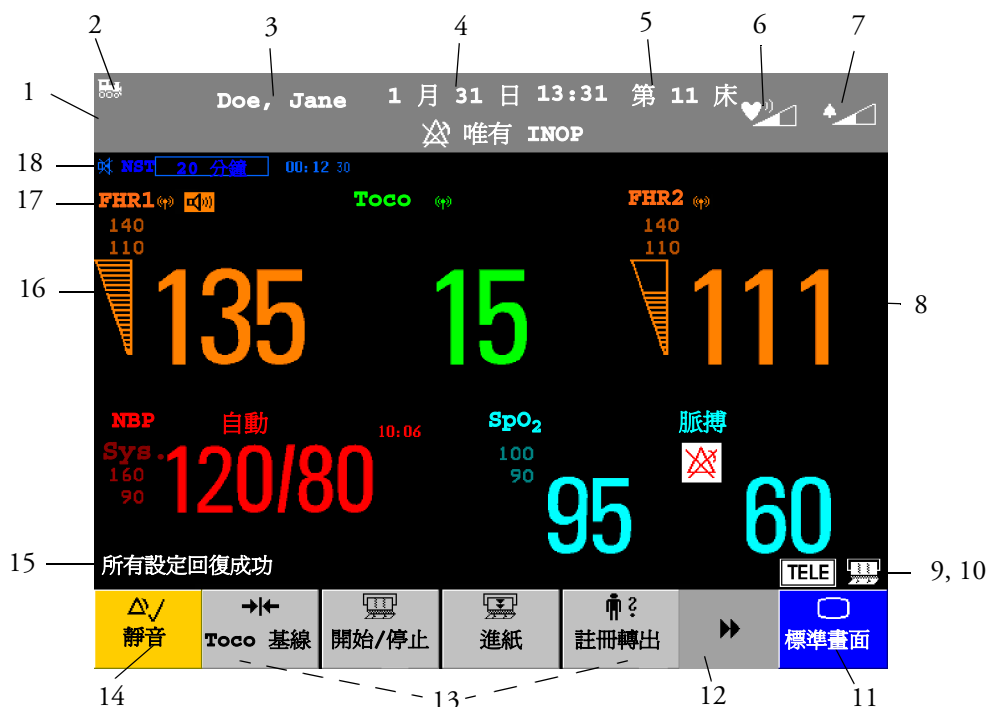 2 3 4 5 6 7
1
Doe, Jane 1 月 31 日 13:31 第 11 床
唯有 INOP
18 NST 20 分鐘 00:12 30
17 FHR1 Toco FHR2
140 140
110 110
16 135 15 111 8
NBP 自動 10:06 SpO2 脈搏
Sys. 120/80 100
160 90
90 95 60
15 所有設定回復成功 TELE 9, 10
靜音 Toco 基線 開始/停止 進紙 註冊轉出 標準畫面
14 13 12 11